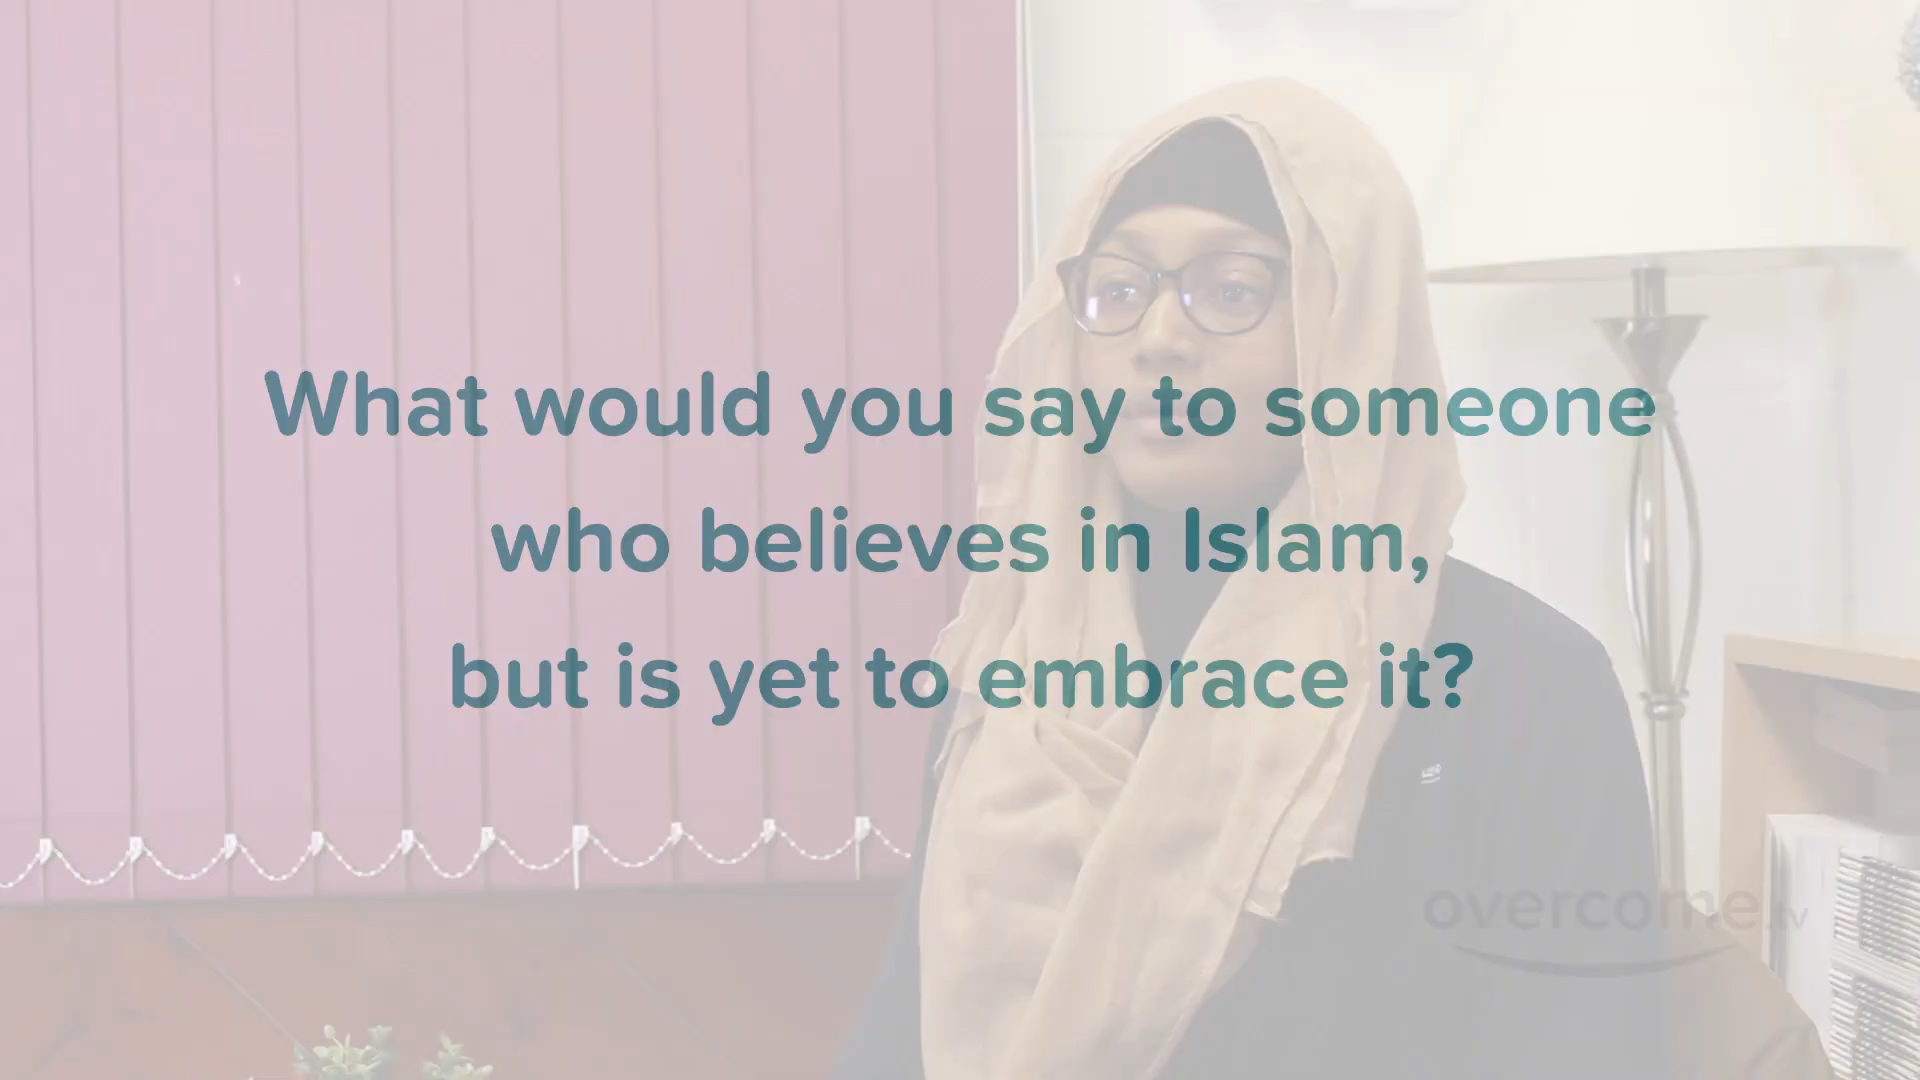 What would you say to someone
who believes in Islam,
but is yet to embrace it?
overcome.tv